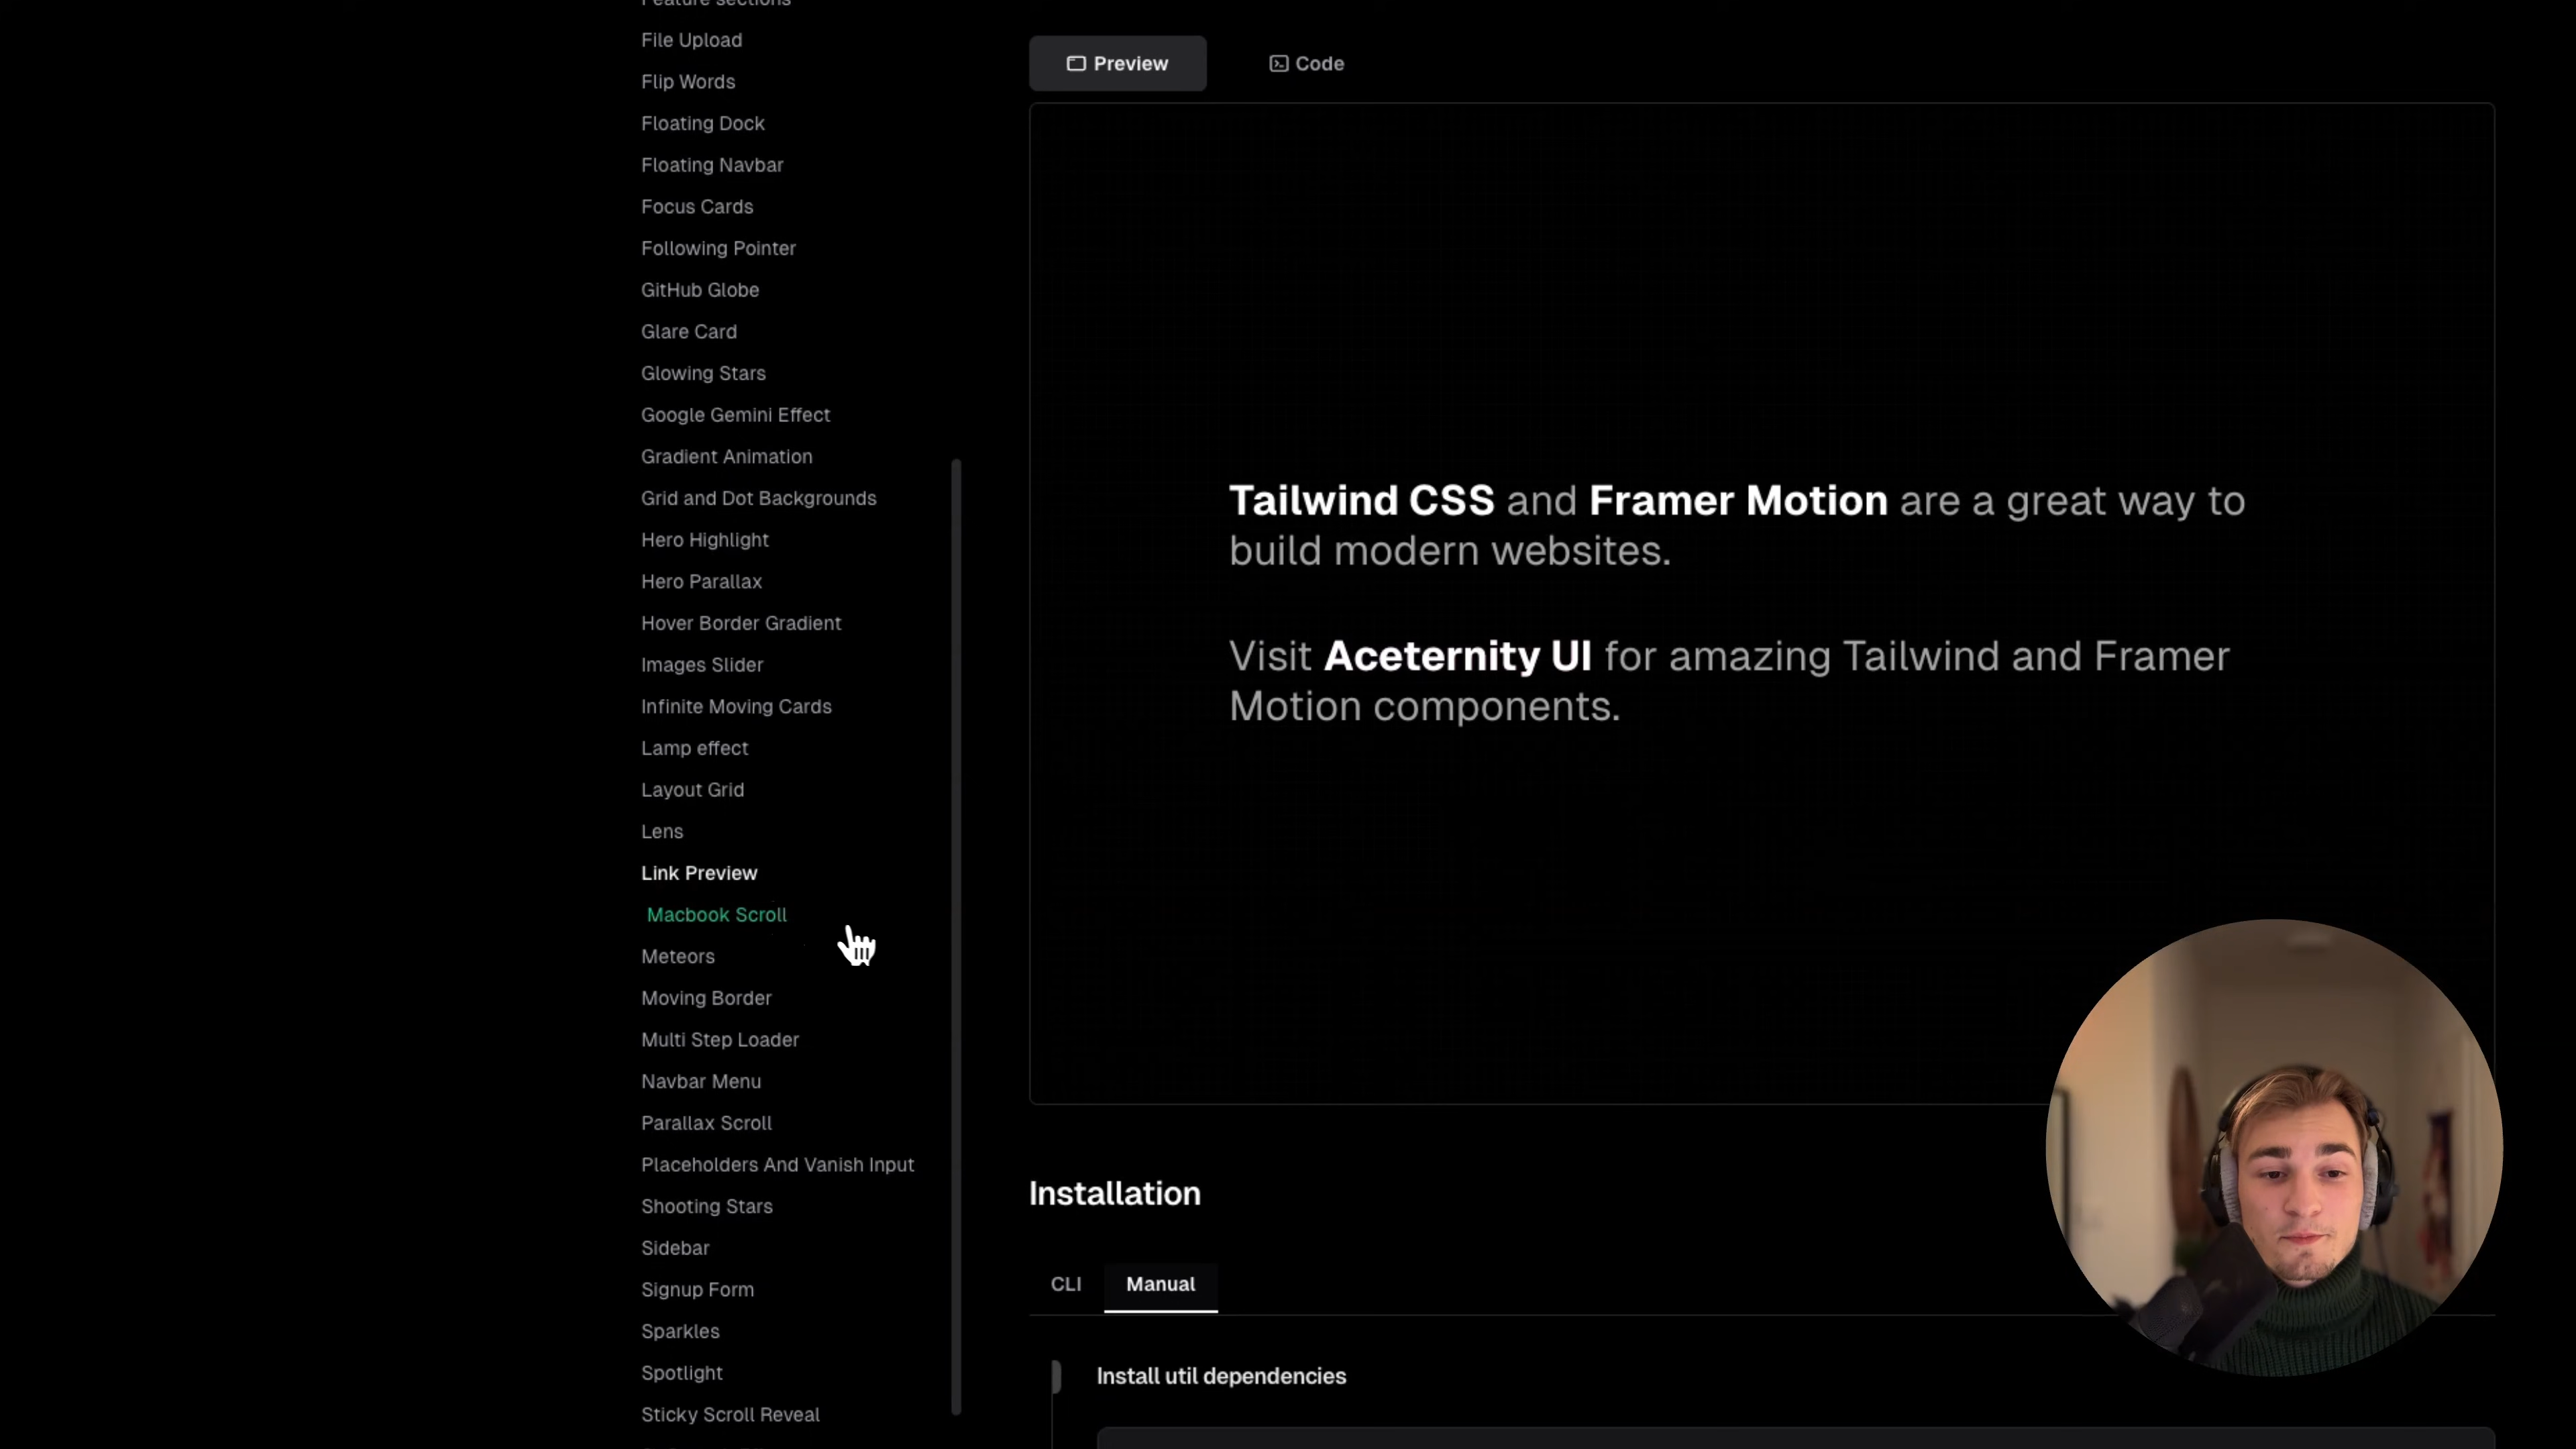 Feature sections
File Upload
Flip Words
Floating Dock
Floating Navbar
Focus Cards
Following Pointer
GitHub Globe
Glare Card
Glowing Stars
Google Gemini Effect
Gradient Animation
Grid and Dot Backgrounds
Hero Highlight
Hero Parallax
Hover Border Gradient
Images Slider
Infinite Moving Cards
Lamp effect
Layout Grid
Lens
Link Preview
Macbook Scroll
Meteors
Moving Border
Multi Step Loader
Navbar Menu
Parallax Scroll
Placeholders And Vanish Input
Shooting Stars
Sidebar
Signup Form
Sparkles
Spotlight
Sticky Scroll Reveal
Preview
Code
Tailwind CSS and Framer Motion are a great way to
build modern websites.
Visit Aceternity UI for amazing Tailwind and Framer
Motion components.
Installation
CLI
Manual
Install util dependencies